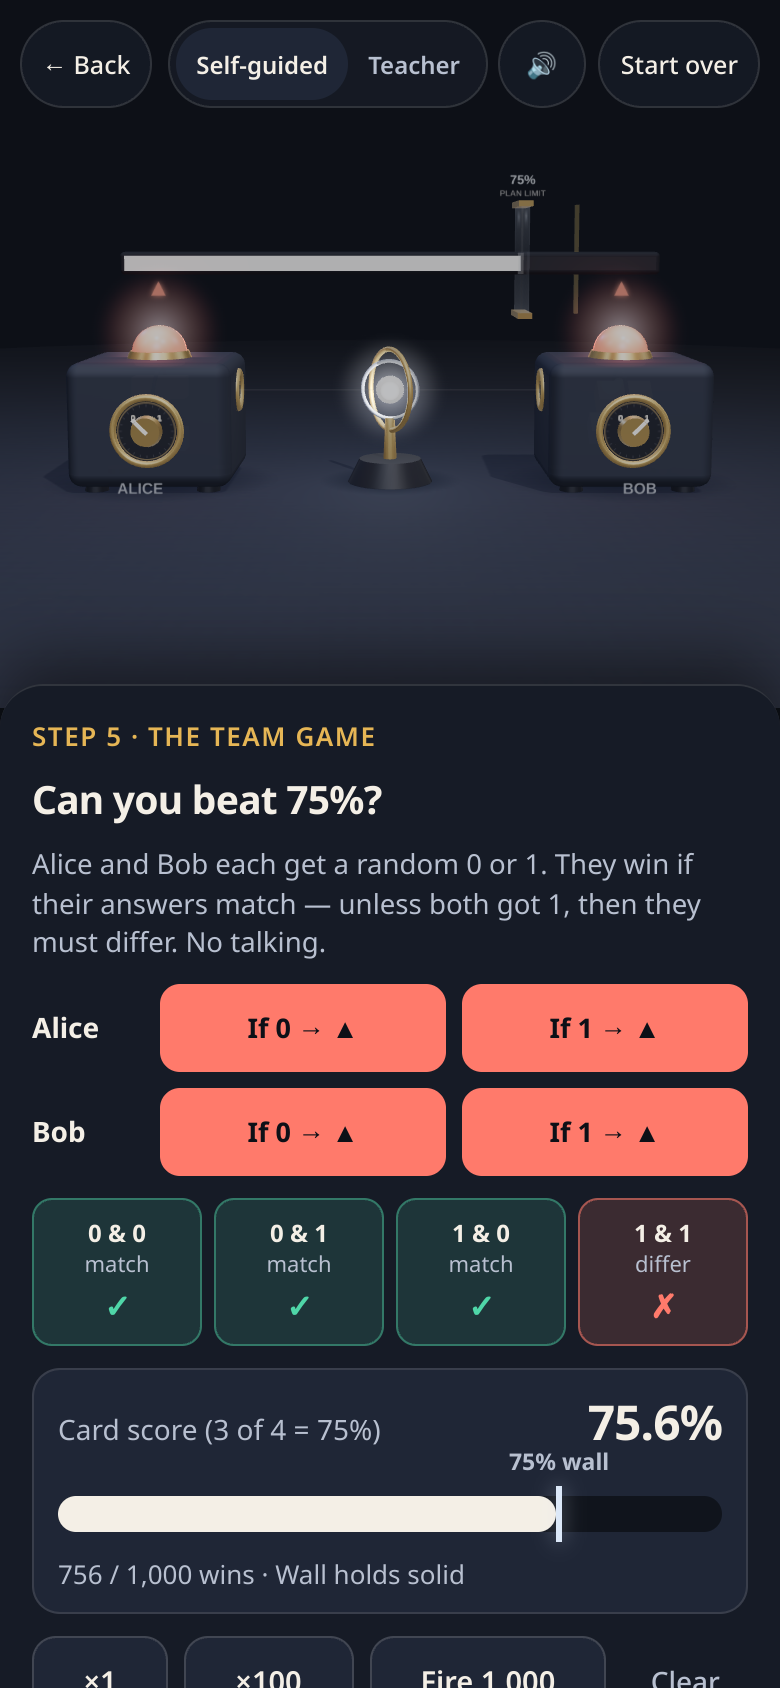 ← Back
Self-guided
Teacher
Start over
75%
PLAN LIMIT
0 1
0 1
ALICE
BOB
STEP 5 · THE TEAM GAME
Can you beat 75%?
Alice and Bob each get a random 0 or 1. They win if
their answers match — unless both got 1, then they
must differ. No talking.
Alice
If 0 → ▲
If 1 → ▲
Bob
If 0 → ▲
If 1 → ▲
0 & 0
match
✓
0 & 1
match
✓
1 & 0
match
✓
1 & 1
differ
✗
Card score (3 of 4 = 75%)
75.6%
75% wall
756 / 1,000 wins · Wall holds solid
×1
×100
Fire 1,000
Clear